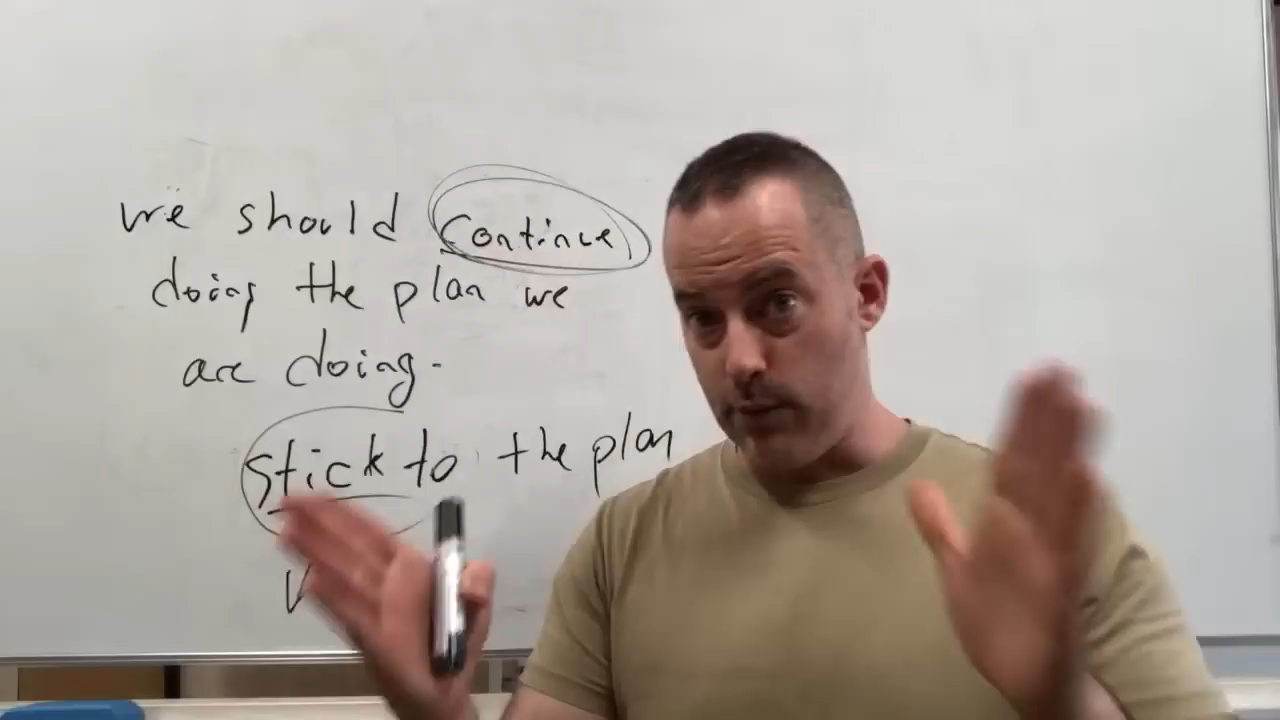 we should continue
doing the plan we
are doing.
stick to the plan